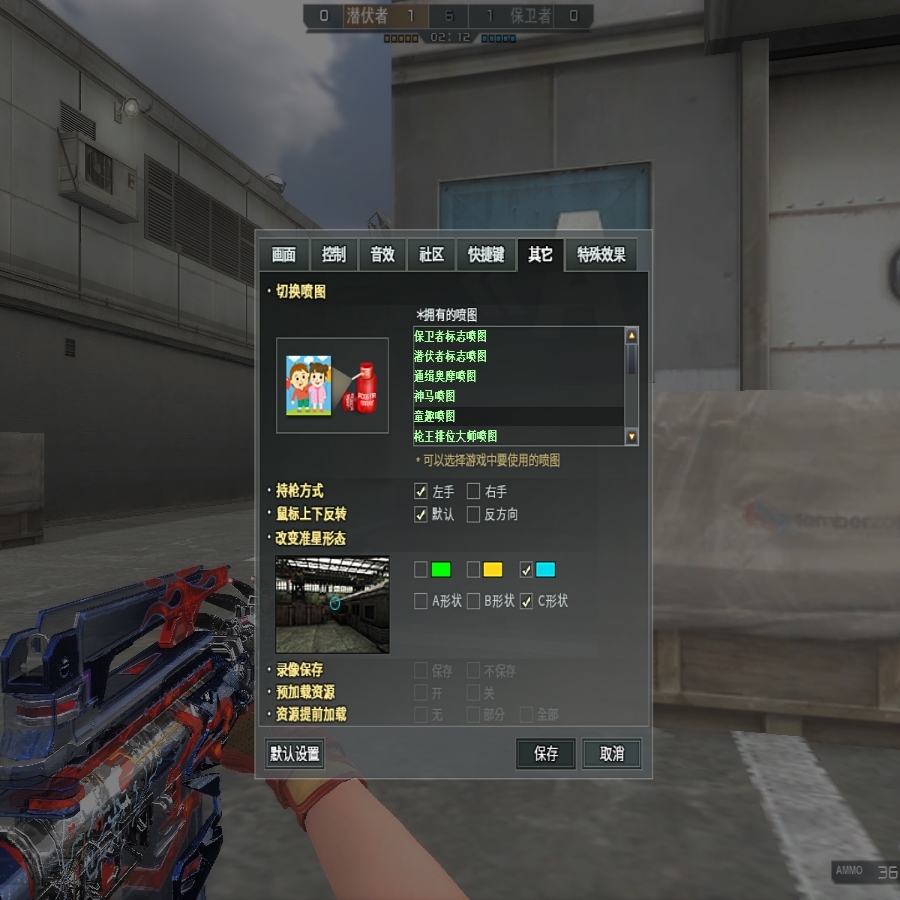 0 潜伏者 1 6 1 保卫者 0
02:12
画面 控制 音效 社区 快捷键 其它 特殊效果
· 切换喷图
*拥有的喷图
保卫者标志喷图
潜伏者标志喷图
通缉奥摩喷图
神马喷图
童趣喷图
枪王排位大师喷图
* 可以选择游戏中要使用的喷图
· 持枪方式 左手 右手
· 鼠标上下反转 默认 反方向
· 改变准星形态
A形状 B形状 C形状
· 录像保存 保存 不保存
· 预加载资源 开 关
· 资源提前加载 无 部分 全部
默认设置 保存 取消
AMMO 36